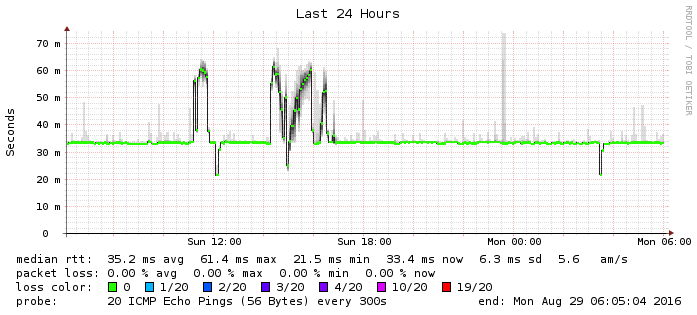 Last 24 Hours
RRDTOOL / TOBI OETIKER
Seconds
70 m
60 m
50 m
40 m
30 m
20 m
10 m
0
Sun 12:00 Sun 18:00 Mon 00:00 Mon 06:00
median rtt: 35.2 ms avg 61.4 ms max 21.5 ms min 33.4 ms now 6.3 ms sd 5.6 am/s
packet loss: 0.00 % avg 0.00 % max 0.00 % min 0.00 % now
loss color: 0 1/20 2/20 3/20 4/20 10/20 19/20
probe: 20 ICMP Echo Pings (56 Bytes) every 300s end: Mon Aug 29 06:05:04 2016